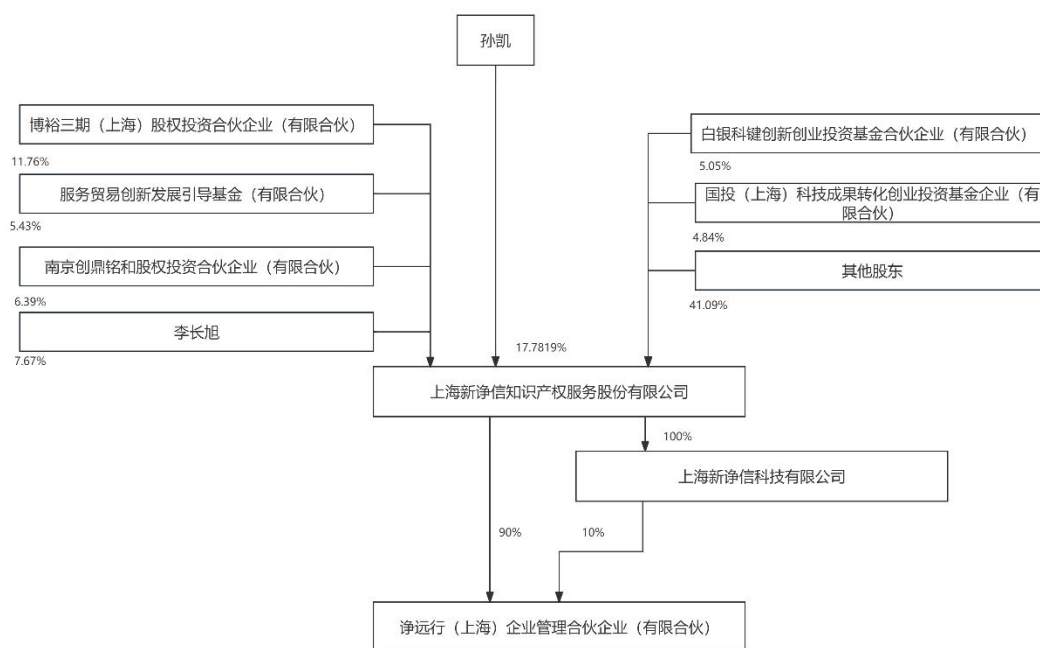 孙凯
博裕三期（上海）股权投资合伙企业（有限合伙）
11.76%
服务贸易创新发展引导基金（有限合伙）
5.43%
南京创鼎铭和股权投资合伙企业（有限合伙）
6.39%
李长旭
7.67%
白银科键创新创业投资基金合伙企业（有限合伙）
5.05%
国投（上海）科技成果转化创业投资基金企业（有
限合伙）
4.84%
其他股东
41.09%
17.7819%
上海新诤信知识产权服务股份有限公司
100%
上海新诤信科技有限公司
90%
10%
诤远行（上海）企业管理合伙企业（有限合伙）